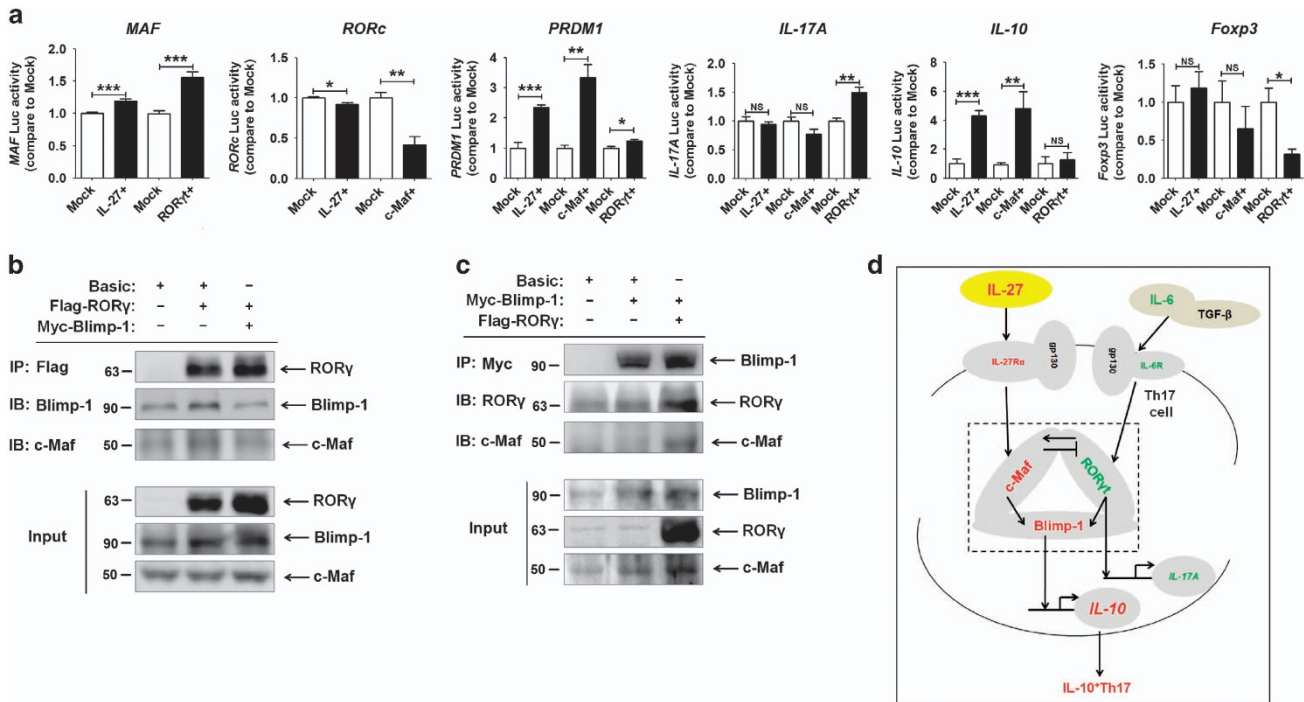 a
MAF
MAF Luc activity
(compare to Mock)
2.0
1.5
1.0
0.5
0.0
***
***
Mock
IL-27+
Mock
RORγt+
RORc
RORc Luc activity
(compare to Mock)
1.5
1.0
0.5
0.0
*
**
Mock
IL-27+
Mock
c-Maf+
PRDM1
PRDM1 Luc activity
(compare to Mock)
4
3
2
1
0
***
**
*
Mock
IL-27+
Mock
c-Maf+
Mock
RORγt+
IL-17A
IL-17A Luc activity
(compare to Mock)
2.0
1.5
1.0
0.5
0.0
NS
NS
**
Mock
IL-27+
Mock
c-Maf+
Mock
RORγt+
IL-10
IL-10 Luc acitivity
(compare to Mock)
8
6
4
2
0
***
**
NS
Mock
IL-27+
Mock
c-Maf+
Mock
RORγt+
Foxp3
Foxp3 Luc activity
(compare to Mock)
2.0
1.5
1.0
0.5
0.0
NS
NS
*
Mock
IL-27+
Mock
c-Maf+
Mock
RORγt+
b
Basic: + + −
Flag-RORγ: − + +
Myc-Blimp-1: − − +
IP: Flag 63 RORγ
IB: Blimp-1 90 Blimp-1
IB: c-Maf 50 c-Maf
Input
63 RORγ
90 Blimp-1
50 c-Maf
c
Basic: + + −
Myc-Blimp-1: − + +
Flag-RORγ: − − +
IP: Myc 90 Blimp-1
IB: RORγ 63 RORγ
IB: c-Maf 50 c-Maf
Input
90 Blimp-1
63 RORγ
50 c-Maf
d
IL-27
IL-6
TGF-β
IL-27Rα
gp130
gp130
IL-6R
Th17
cell
c-Maf
RORγt
Blimp-1
IL-17A
IL-10
IL-10⁺Th17